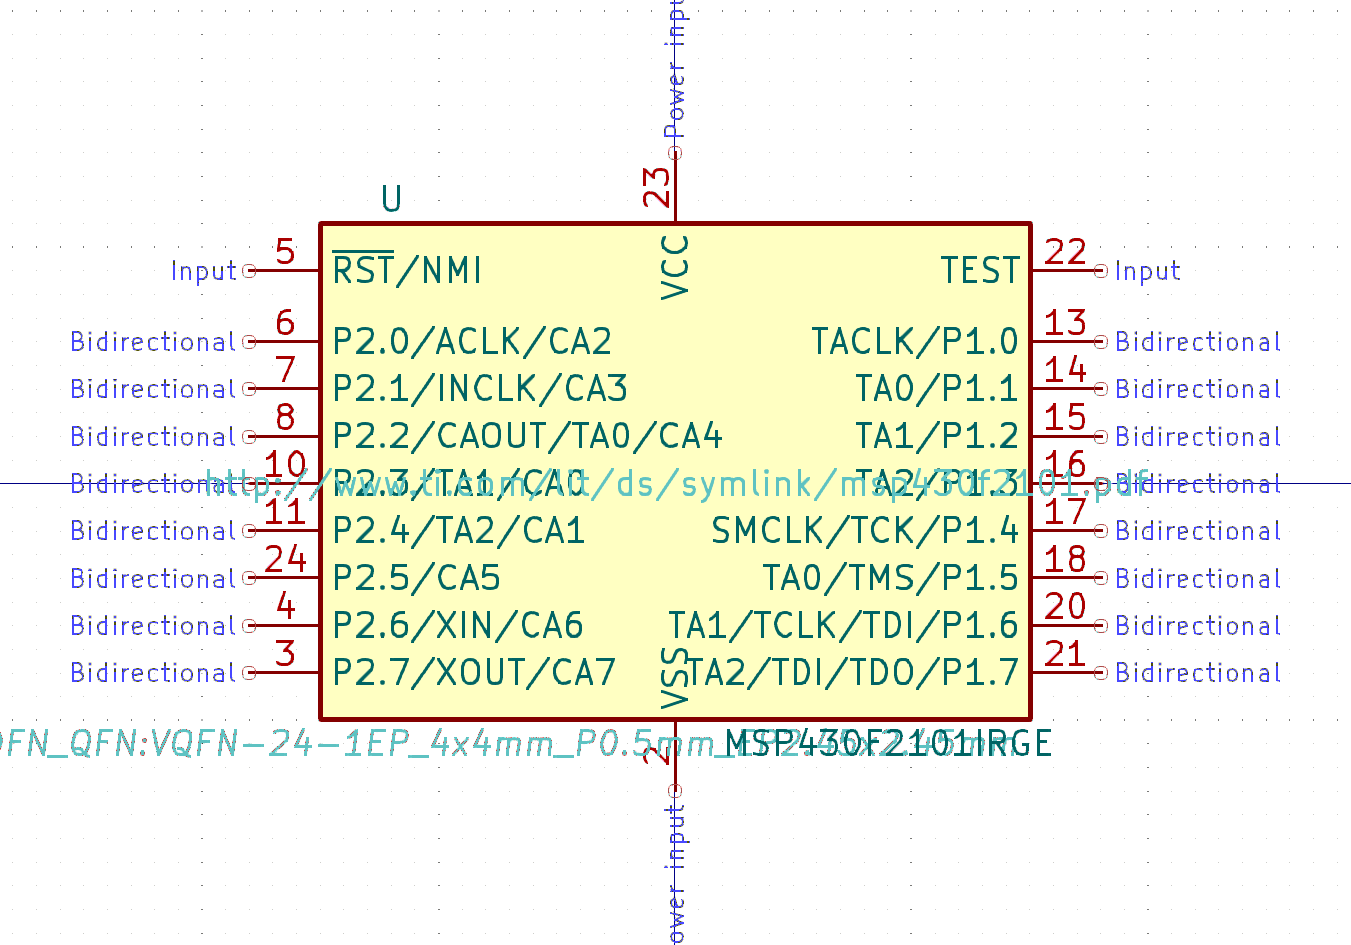 Power input
23
U
VCC
5
Input
RST/NMI
TEST
22
Input
6
Bidirectional
P2.0/ACLK/CA2
TACLK/P1.0
13
Bidirectional
7
Bidirectional
P2.1/INCLK/CA3
TA0/P1.1
14
Bidirectional
8
Bidirectional
P2.2/CAOUT/TA0/CA4
TA1/P1.2
15
Bidirectional
10
Bidirectional
P2.3/TA1/CA0
http://www.ti.com/lit/ds/symlink/msp430f2101.pdf
TA2/P1.3
16
Bidirectional
11
Bidirectional
P2.4/TA2/CA1
SMCLK/TCK/P1.4
17
Bidirectional
24
Bidirectional
P2.5/CA5
TA0/TMS/P1.5
18
Bidirectional
4
Bidirectional
P2.6/XIN/CA6
TA1/TCLK/TDI/P1.6
20
Bidirectional
3
Bidirectional
P2.7/XOUT/CA7
TA2/TDI/TDO/P1.7
21
Bidirectional
VSS
DFN_QFN:VQFN-24-1EP_4x4mm_P0.5mm_EP2.45x2.45mm
MSP430F2101IRGE
2
ower input